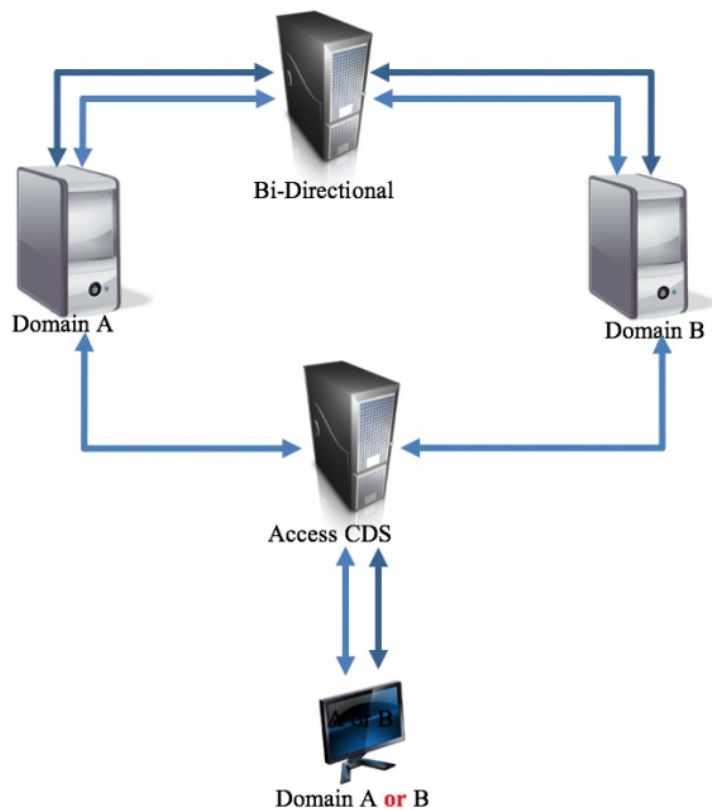 Bi-Directional
Domain A
Domain B
Access CDS
A or B
Domain A or B